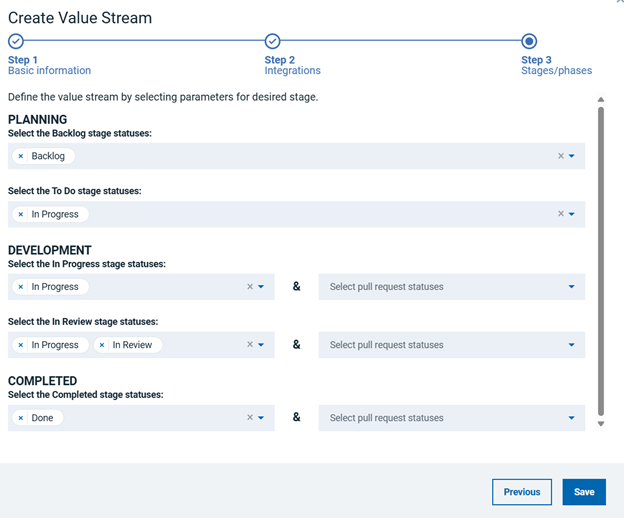 Create Value Stream
Step 1 Step 2 Step 3
Basic information Integrations Stages/phases
Define the value stream by selecting parameters for desired stage.
PLANNING
Select the Backlog stage statuses:
× Backlog ×
Select the To Do stage statuses:
× In Progress ×
DEVELOPMENT
Select the In Progress stage statuses:
× In Progress × & Select pull request statuses
Select the In Review stage statuses:
× In Progress × In Review × & Select pull request statuses
COMPLETED
Select the Completed stage statuses:
× Done × & Select pull request statuses
Previous Save